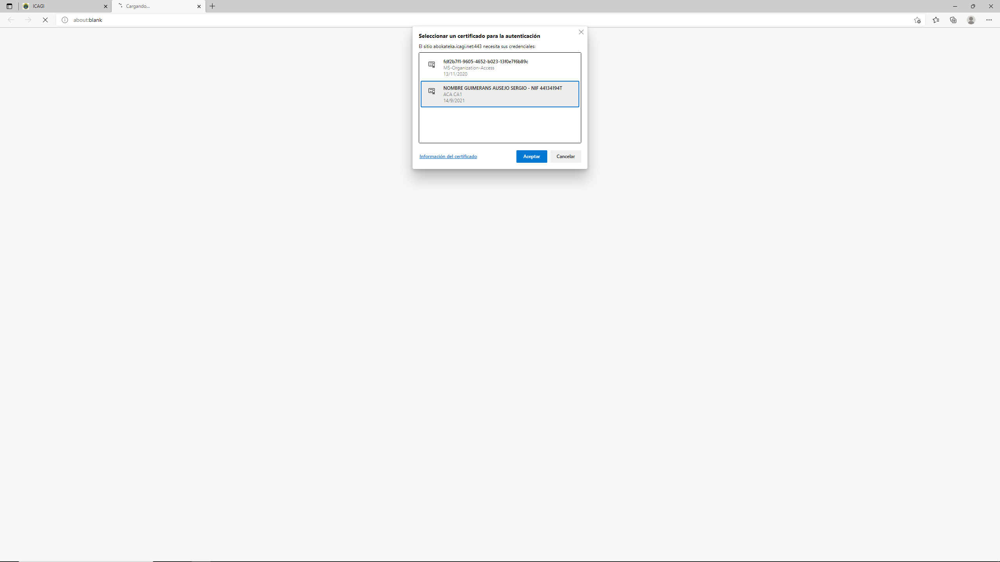 ICAGI
Cargando...
about:blank
Seleccionar un certificado para la autenticación
El sitio abokateka.icagi.net:443 necesita sus credenciales:
fdf2b7f1-9605-4652-b023-13f0e7f6b89c
MS-Organization-Access
13/11/2020
NOMBRE GUIMERANS AUSEJO SERGIO - NIF 44134194T
ACA CA1
14/9/2021
Información del certificado
Aceptar
Cancelar